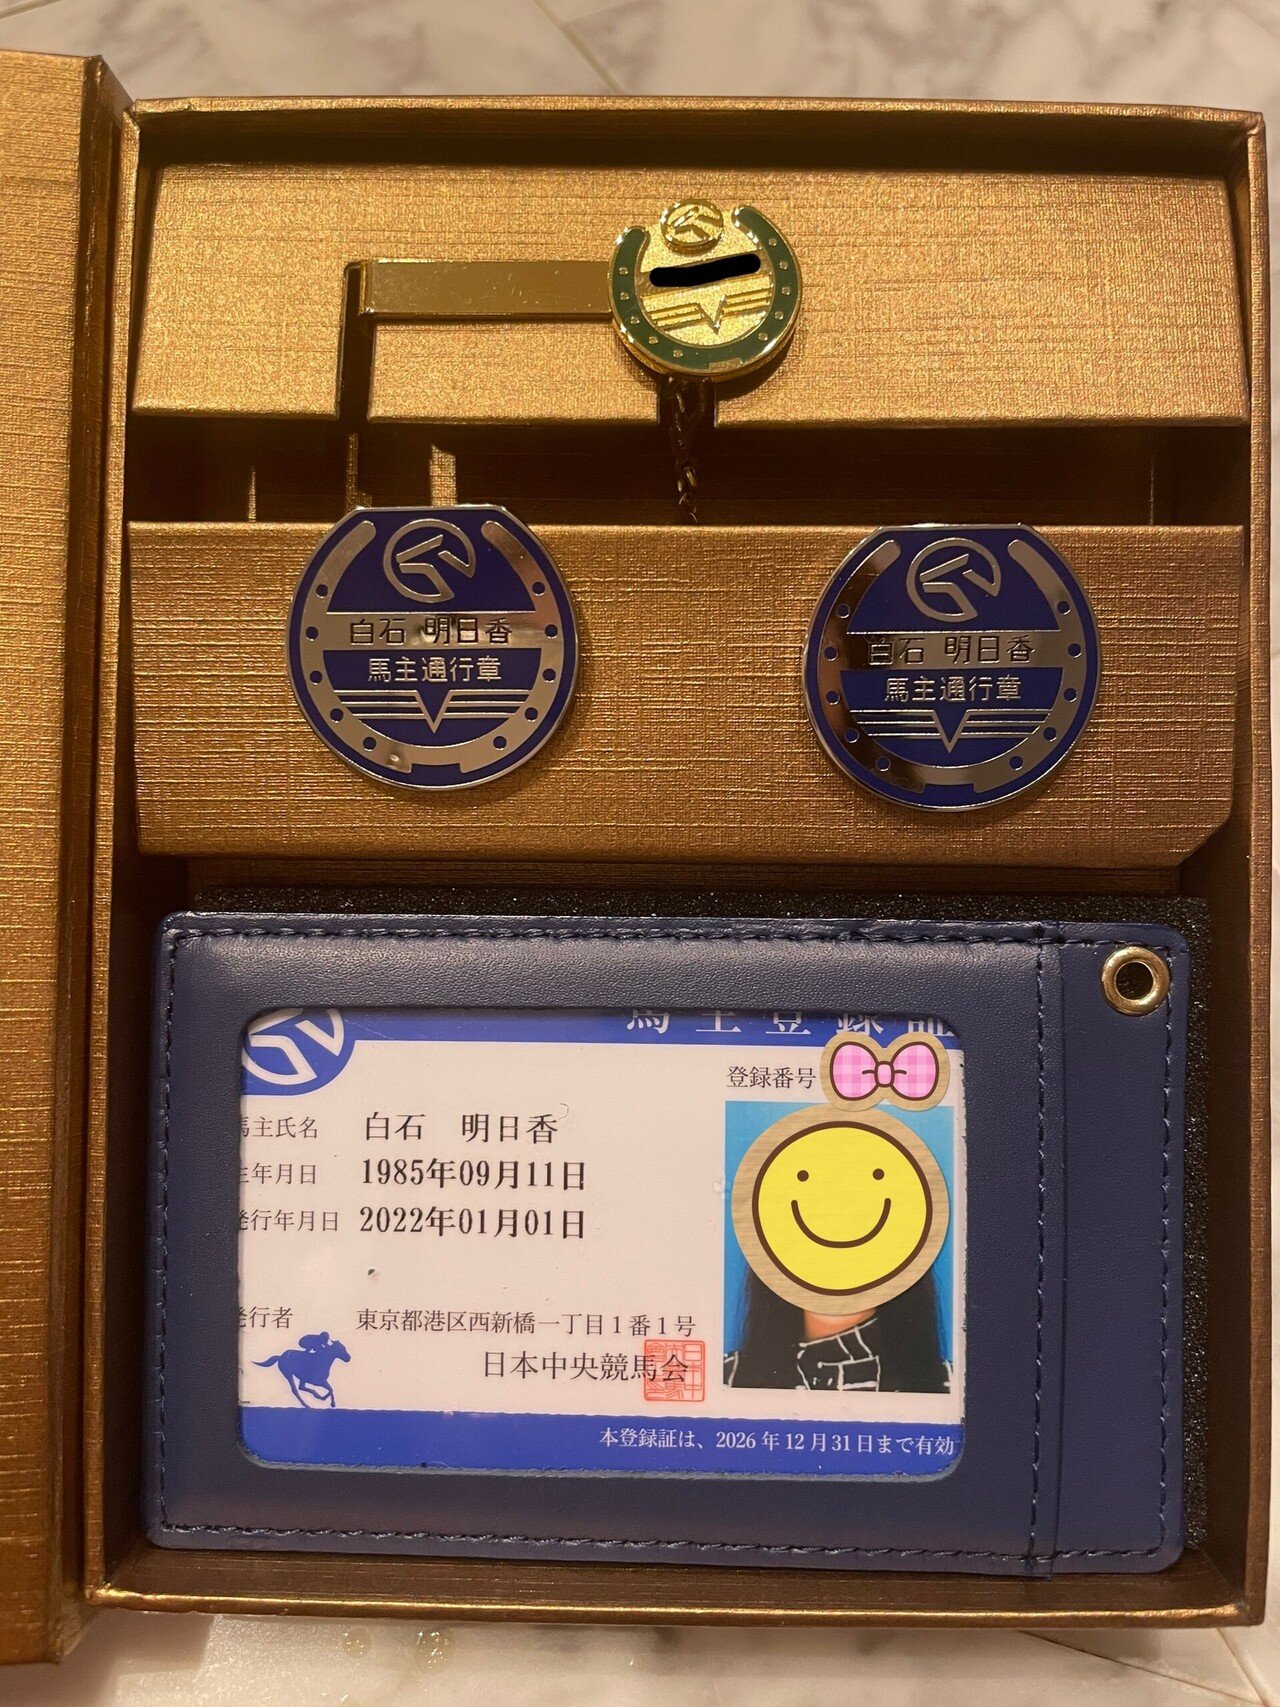 白石 明日香
馬主通行章
白石 明日香
馬主通行章
馬主登録証
登録番号
馬主氏名 白石 明日香
生年月日 1985年09月11日
発行年月日 2022年01月01日
発行者 東京都港区西新橋一丁目1番1号
日本中央競馬会
本登録証は、2026年12月31日まで有効